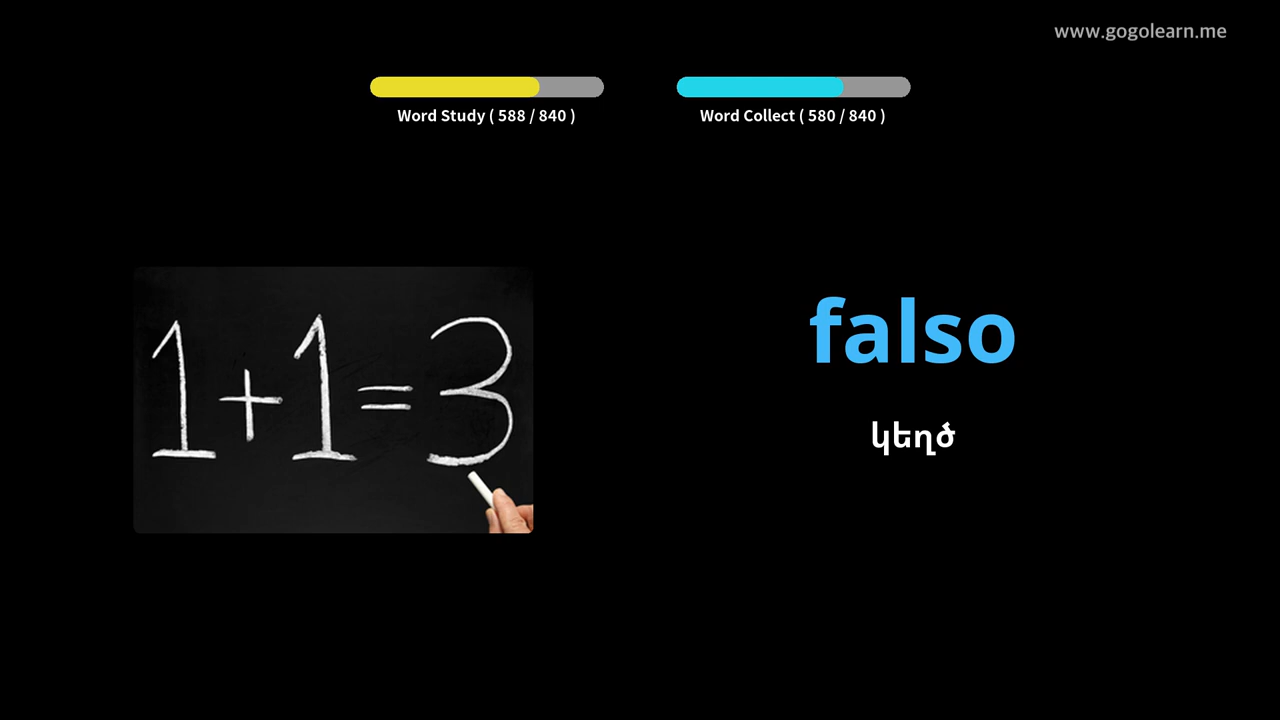 www.gogolearn.me
Word Study ( 588 / 840 )
Word Collect ( 580 / 840 )
1+1=3
falso
կեղծ